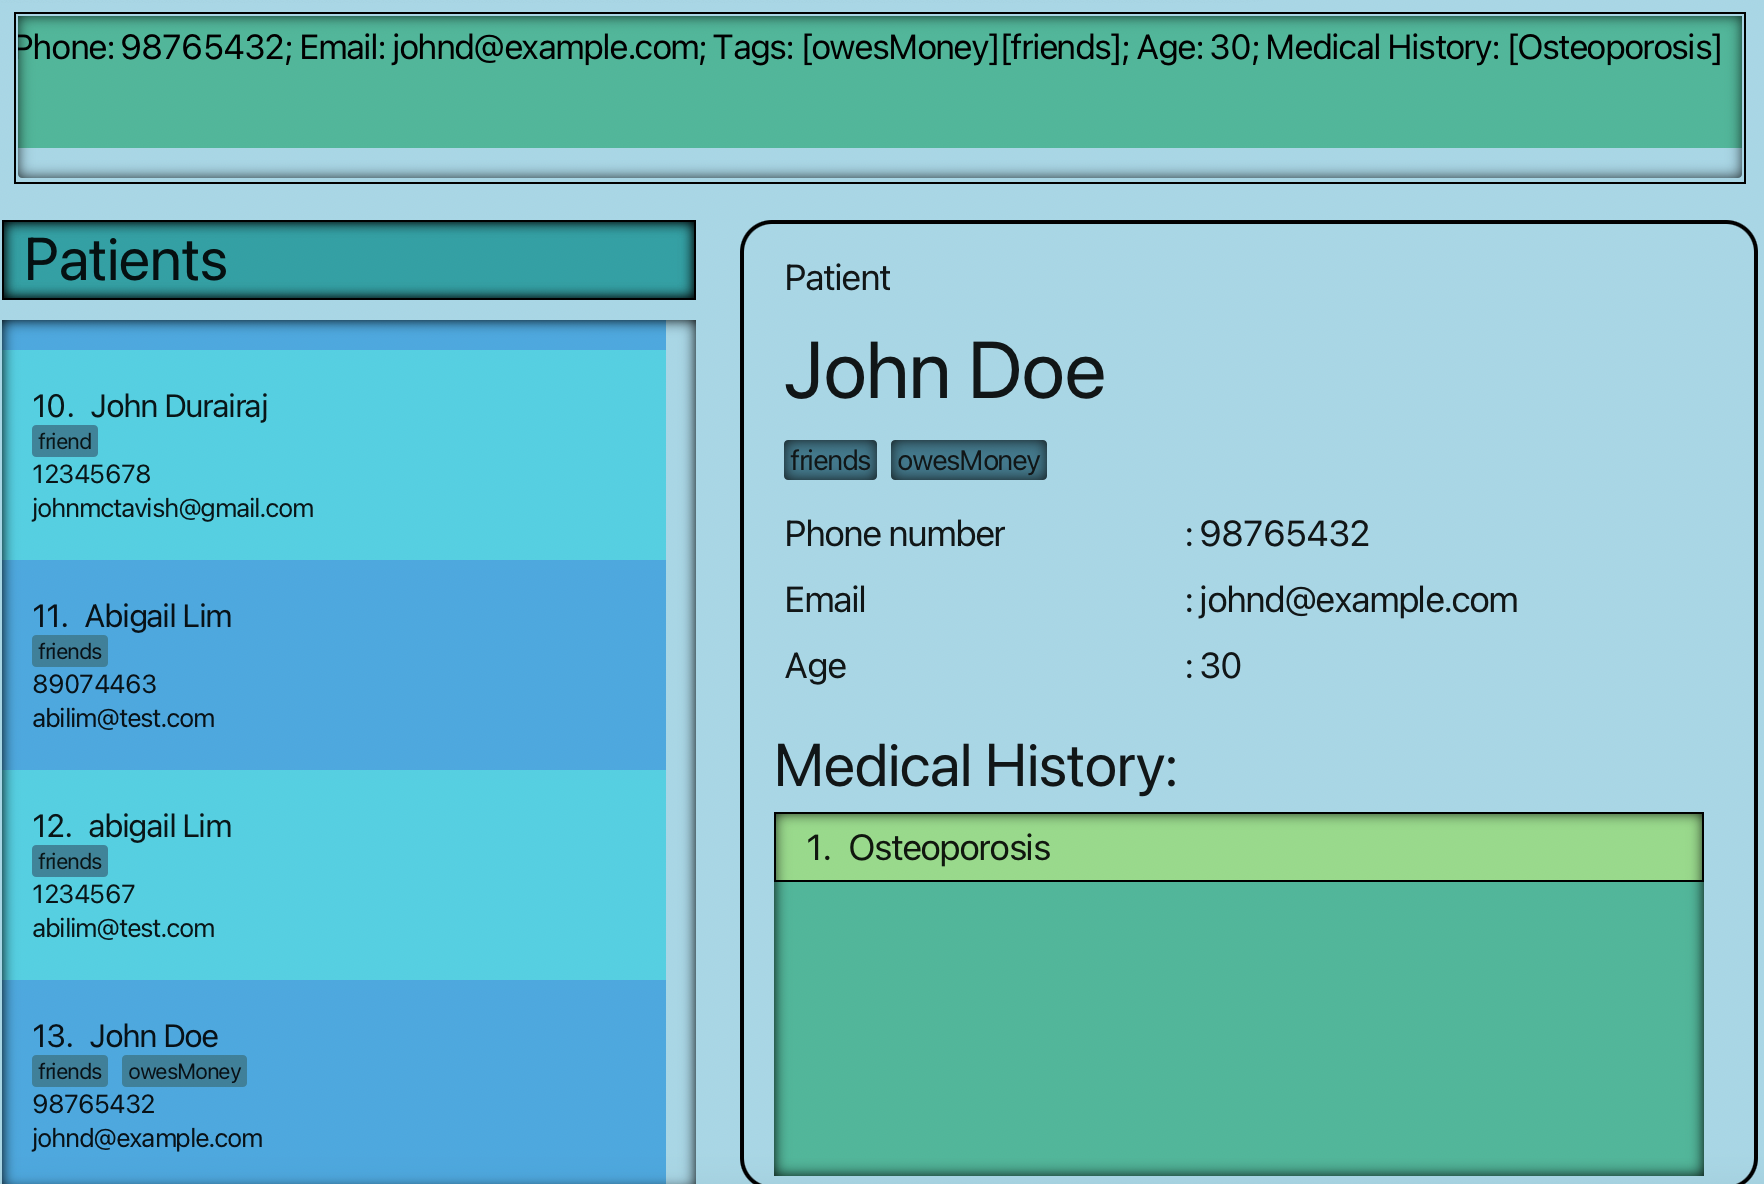 Phone: 98765432; Email: johnd@example.com; Tags: [owesMoney][friends]; Age: 30; Medical History: [Osteoporosis]
Patients
10. John Durairaj
friend
12345678
johnmctavish@gmail.com
11. Abigail Lim
friends
89074463
abilim@test.com
12. abigail Lim
friends
1234567
abilim@test.com
13. John Doe
friends owesMoney
98765432
johnd@example.com
Patient
John Doe
friends owesMoney
Phone number : 98765432
Email : johnd@example.com
Age : 30
Medical History:
1. Osteoporosis